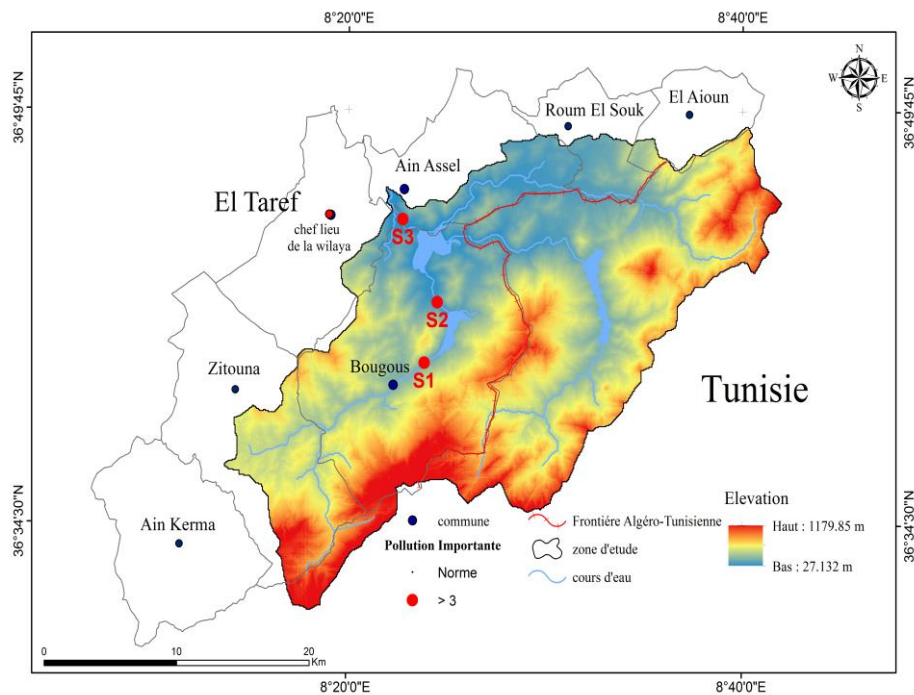 8°20'0"E
8°40'0"E
36°49'45"N
36°49'45"N
N
W
E
S
Roum El Souk
El Aioun
Ain Assel
El Taref
chef lieu
de la wilaya
S3
S2
S1
Zitouna
Bougous
Tunisie
Ain Kerma
36°34'30"N
36°34'30"N
commune
Pollution Importante
Norme
> 3
Frontiére Algéro-Tunisienne
zone d'etude
cours d'eau
Elevation
Haut : 1179.85 m
Bas : 27.132 m
0 10 20
Km
8°20'0"E
8°40'0"E